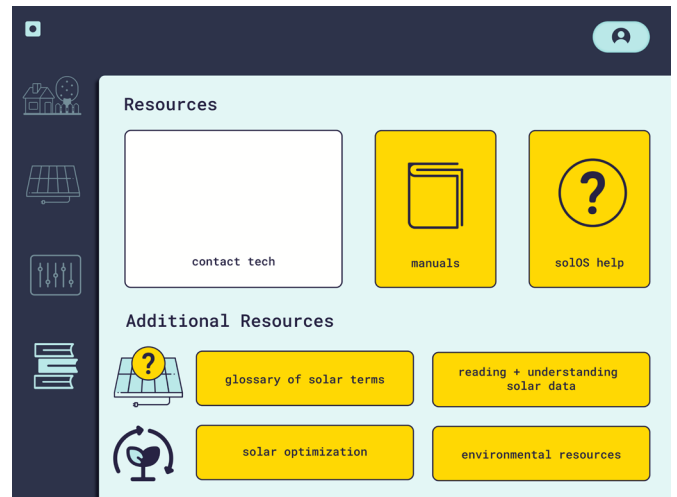 Resources
contact tech
manuals
solOS help
Additional Resources
?
glossary of solar terms
reading + understanding
solar data
solar optimization
environmental resources